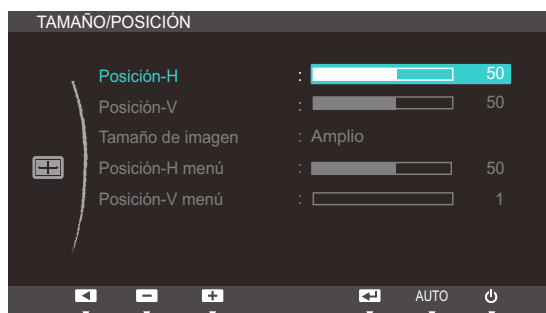 TAMAÑO/POSICIÓN
Posición-H : 50
Posición-V : 50
Tamaño de imagen : Amplio
Posición-H menú : 50
Posición-V menú : 1
AUTO